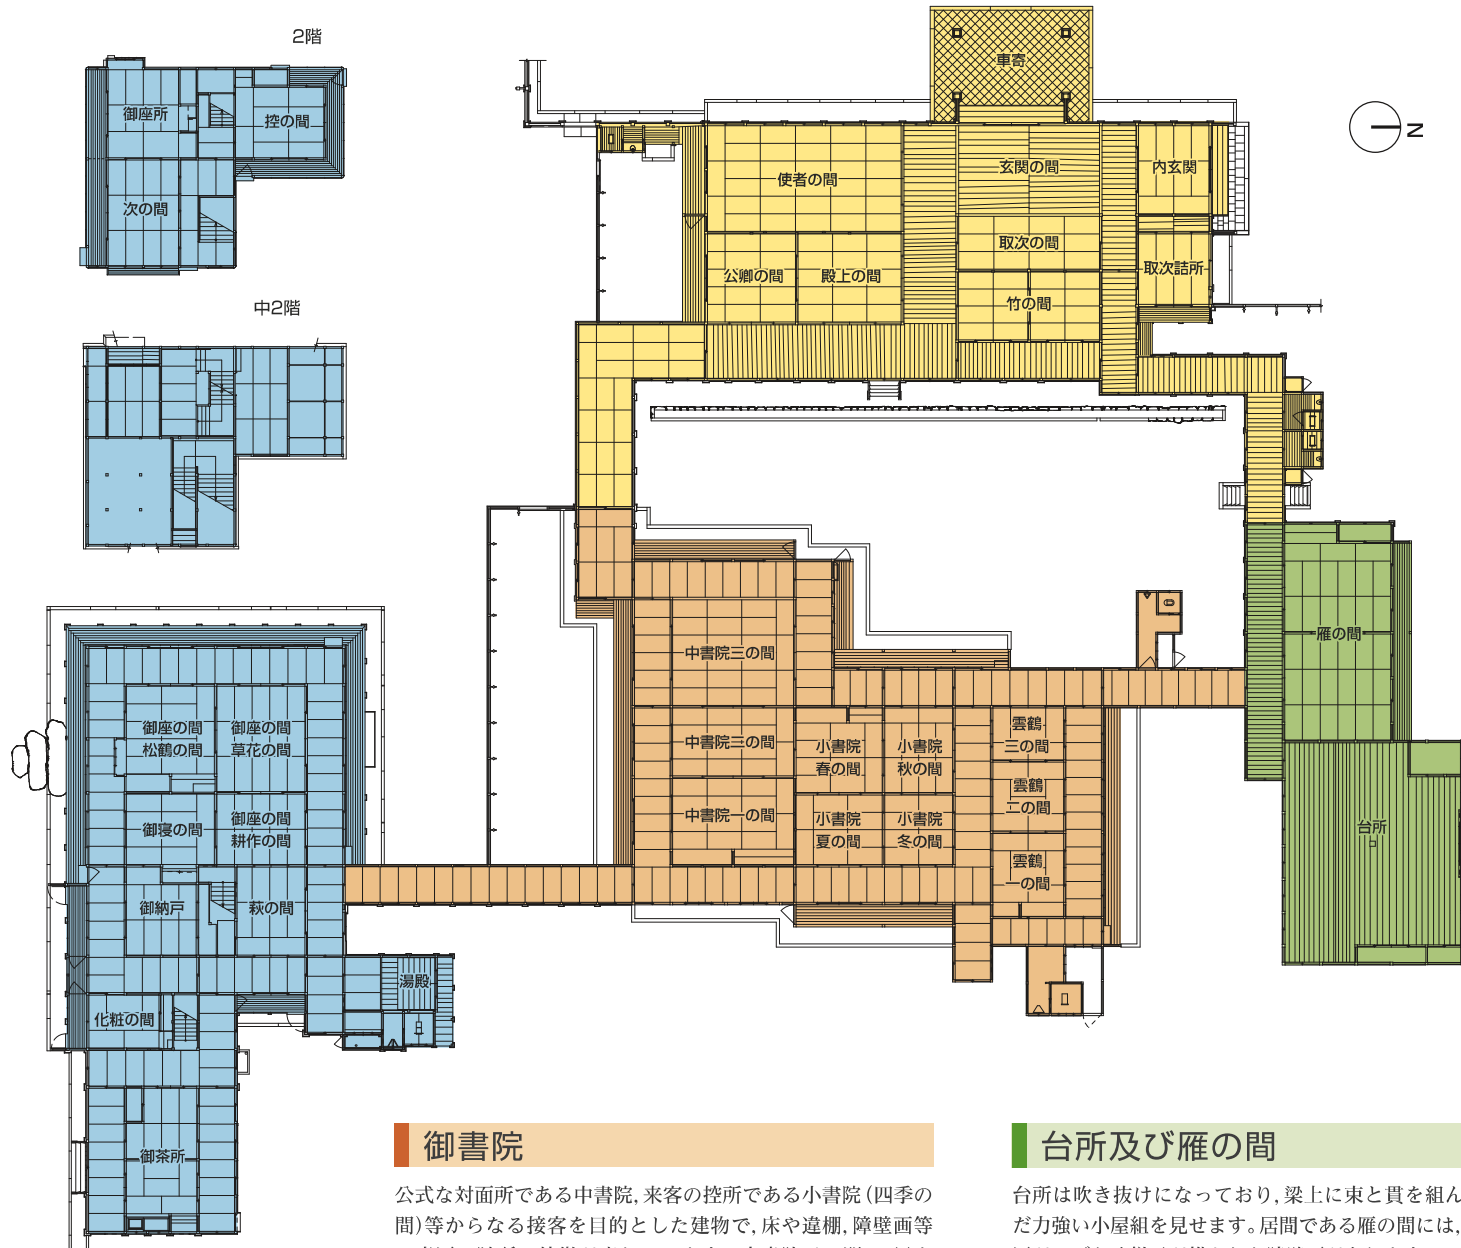 2階
御座所
控の間
次の間
中2階
車寄
N
使者の間
玄関の間
内玄関
取次の間
公卿の間
殿上の間
取次詰所
竹の間
雁の間
台所
中書院三の間
中書院三の間
中書院一の間
小書院
春の間
小書院
秋の間
小書院
夏の間
小書院
冬の間
雲鶴
三の間
雲鶴
二の間
雲鶴
一の間
御座の間
松鶴の間
御座の間
草花の間
御寝の間
御座の間
耕作の間
御納戸
萩の間
湯殿
化粧の間
御茶所
御書院
公式な対面所である中書院,来客の控所である小書院(四季の
間)等からなる接客を目的とした建物で,床や違棚,障壁画等
台所及び雁の間
台所は吹き抜けになっており,梁上に束と貫を組ん
だ力強い小屋組を見せます。居間である雁の間には,